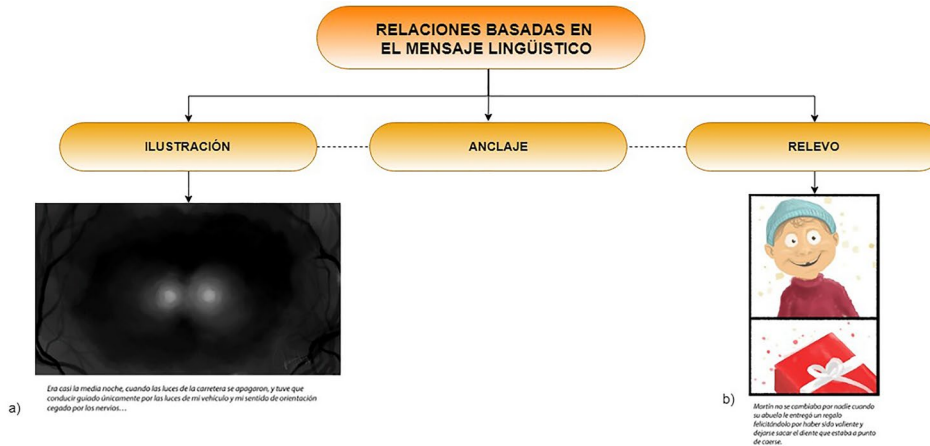 RELACIONES BASADAS EN
EL MENSAJE LINGÜISTICO
ILUSTRACIÓN
ANCLAJE
RELEVO
a)
Era casi la media noche, cuando las luces de la carretera se apagaron, y tuve que
conducir guiado únicamente por las luces de mi vehículo y mi sentido de orientación
cegado por los nervios...
b)
Martín no se cambiaba por nadie cuando
su abuela le entregó un regalo
felicitándolo por haber sido valiente y
dejarse sacar el diente que estaba a punto
de caerse.